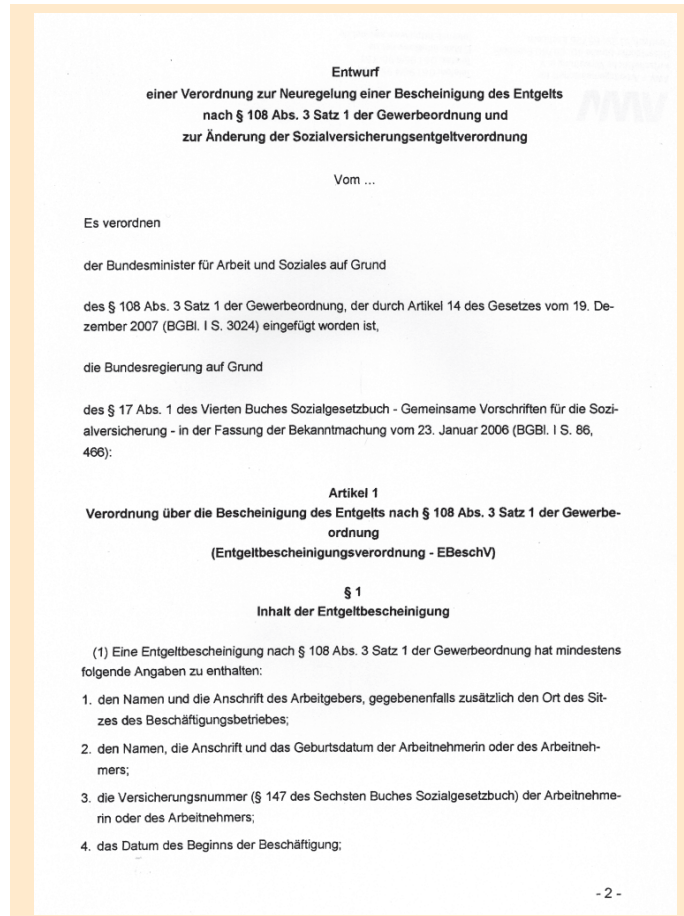 Entwurf
einer Verordnung zur Neuregelung einer Bescheinigung des Entgelts
nach § 108 Abs. 3 Satz 1 der Gewerbeordnung und
zur Änderung der Sozialversicherungsentgeltverordnung
Vom ...
Es verordnen
der Bundesminister für Arbeit und Soziales auf Grund
des § 108 Abs. 3 Satz 1 der Gewerbeordnung, der durch Artikel 14 des Gesetzes vom 19. De-
zember 2007 (BGBl. I S. 3024) eingefügt worden ist,
die Bundesregierung auf Grund
des § 17 Abs. 1 des Vierten Buches Sozialgesetzbuch - Gemeinsame Vorschriften für die Sozi-
alversicherung - in der Fassung der Bekanntmachung vom 23. Januar 2006 (BGBl. I S. 86,
466):
Artikel 1
Verordnung über die Bescheinigung des Entgelts nach § 108 Abs. 3 Satz 1 der Gewerbe-
ordnung
(Entgeltbescheinigungsverordnung - EBeschV)
§ 1
Inhalt der Entgeltbescheinigung
(1) Eine Entgeltbescheinigung nach § 108 Abs. 3 Satz 1 der Gewerbeordnung hat mindestens
folgende Angaben zu enthalten:
1. den Namen und die Anschrift des Arbeitgebers, gegebenenfalls zusätzlich den Ort des Sit-
zes des Beschäftigungsbetriebes;
2. den Namen, die Anschrift und das Geburtsdatum der Arbeitnehmerin oder des Arbeitneh-
mers;
3. die Versicherungsnummer (§ 147 des Sechsten Buches Sozialgesetzbuch) der Arbeitnehme-
rin oder des Arbeitnehmers;
4. das Datum des Beginns der Beschäftigung;
- 2 -